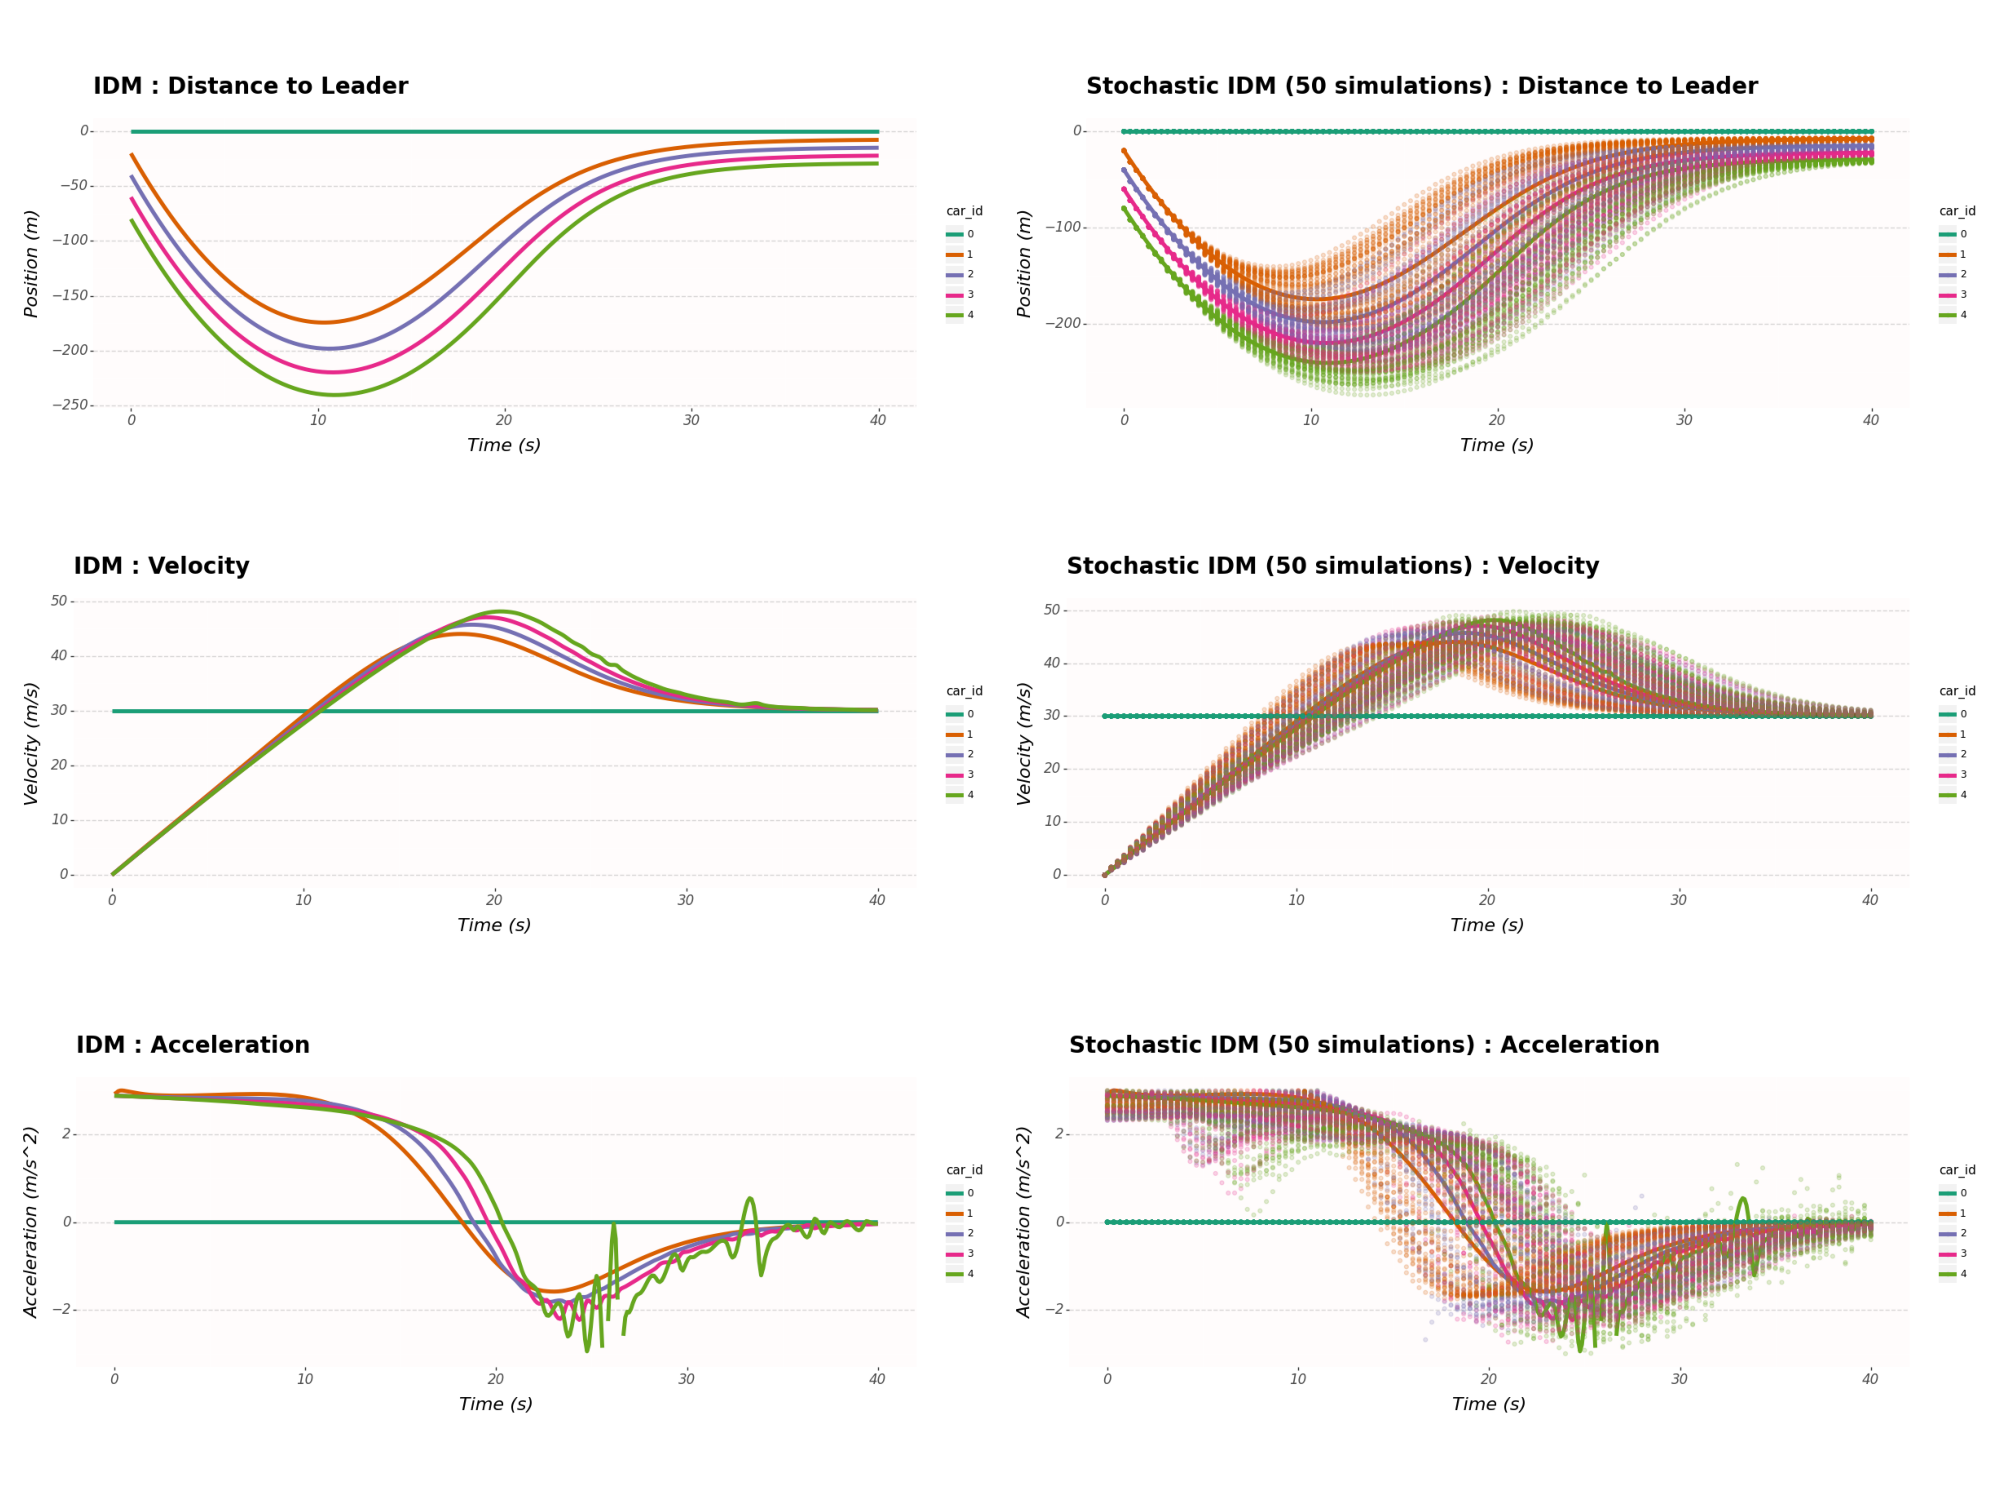 IDM : Distance to Leader
Position (m)
0
−50
−100
−150
−200
−250
0 10 20 30 40
Time (s)
car_id
0
1
2
3
4
Stochastic IDM (50 simulations) : Distance to Leader
Position (m)
0
−100
−200
0 10 20 30 40
Time (s)
car_id
0
1
2
3
4
IDM : Velocity
Velocity (m/s)
50
40
30
20
10
0
0 10 20 30 40
Time (s)
car_id
0
1
2
3
4
Stochastic IDM (50 simulations) : Velocity
Velocity (m/s)
50
40
30
20
10
0
0 10 20 30 40
Time (s)
car_id
0
1
2
3
4
IDM : Acceleration
Acceleration (m/s^2)
2
0
−2
0 10 20 30 40
Time (s)
car_id
0
1
2
3
4
Stochastic IDM (50 simulations) : Acceleration
Acceleration (m/s^2)
2
0
−2
0 10 20 30 40
Time (s)
car_id
0
1
2
3
4